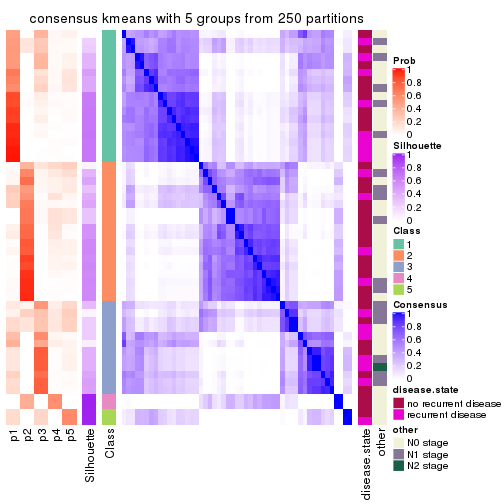 consensus kmeans with 5 groups from 250 partitions
Prob
1
0.8
0.6
0.4
0.2
0
Silhouette
1
0.8
0.6
0.4
0.2
0
Class
1
2
3
4
5
Consensus
1
0.8
0.6
0.4
0.2
0
disease.state
no recurrent disease
recurrent disease
other
N0 stage
N1 stage
N2 stage
p1
p2
p3
p4
p5
Silhouette
Class
disease.state
other